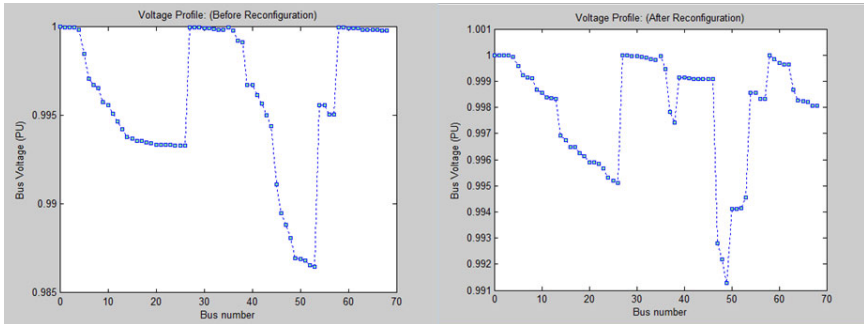 Voltage Profile: (Before Reconfiguration)
1
0.995
0.99
0.985
Bus Voltage (PU)
0 10 20 30 40 50 60 70
Bus number
Voltage Profile: (After Reconfiguration)
1.001
1
0.999
0.998
0.997
0.996
0.995
0.994
0.993
0.992
0.991
Bus Voltage (PU)
0 10 20 30 40 50 60 70 80
Bus number